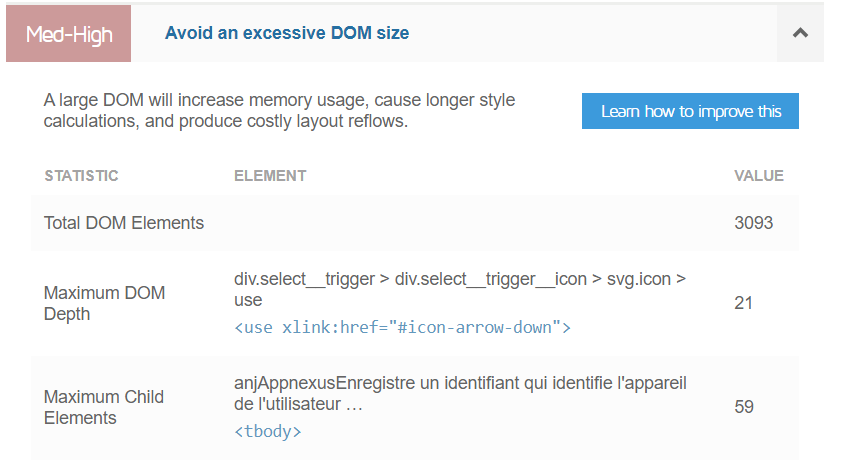 Med-High
Avoid an excessive DOM size
A large DOM will increase memory usage, cause longer style
calculations, and produce costly layout reflows.
Learn how to improve this
STATISTIC ELEMENT VALUE
Total DOM Elements 3093
Maximum DOM
Depth
div.select__trigger > div.select__trigger__icon > svg.icon >
use
<use xlink:href="#icon-arrow-down">
21
Maximum Child
Elements
anjAppnexusEnregistre un identifiant qui identifie l'appareil
de l'utilisateur …
<tbody>
59